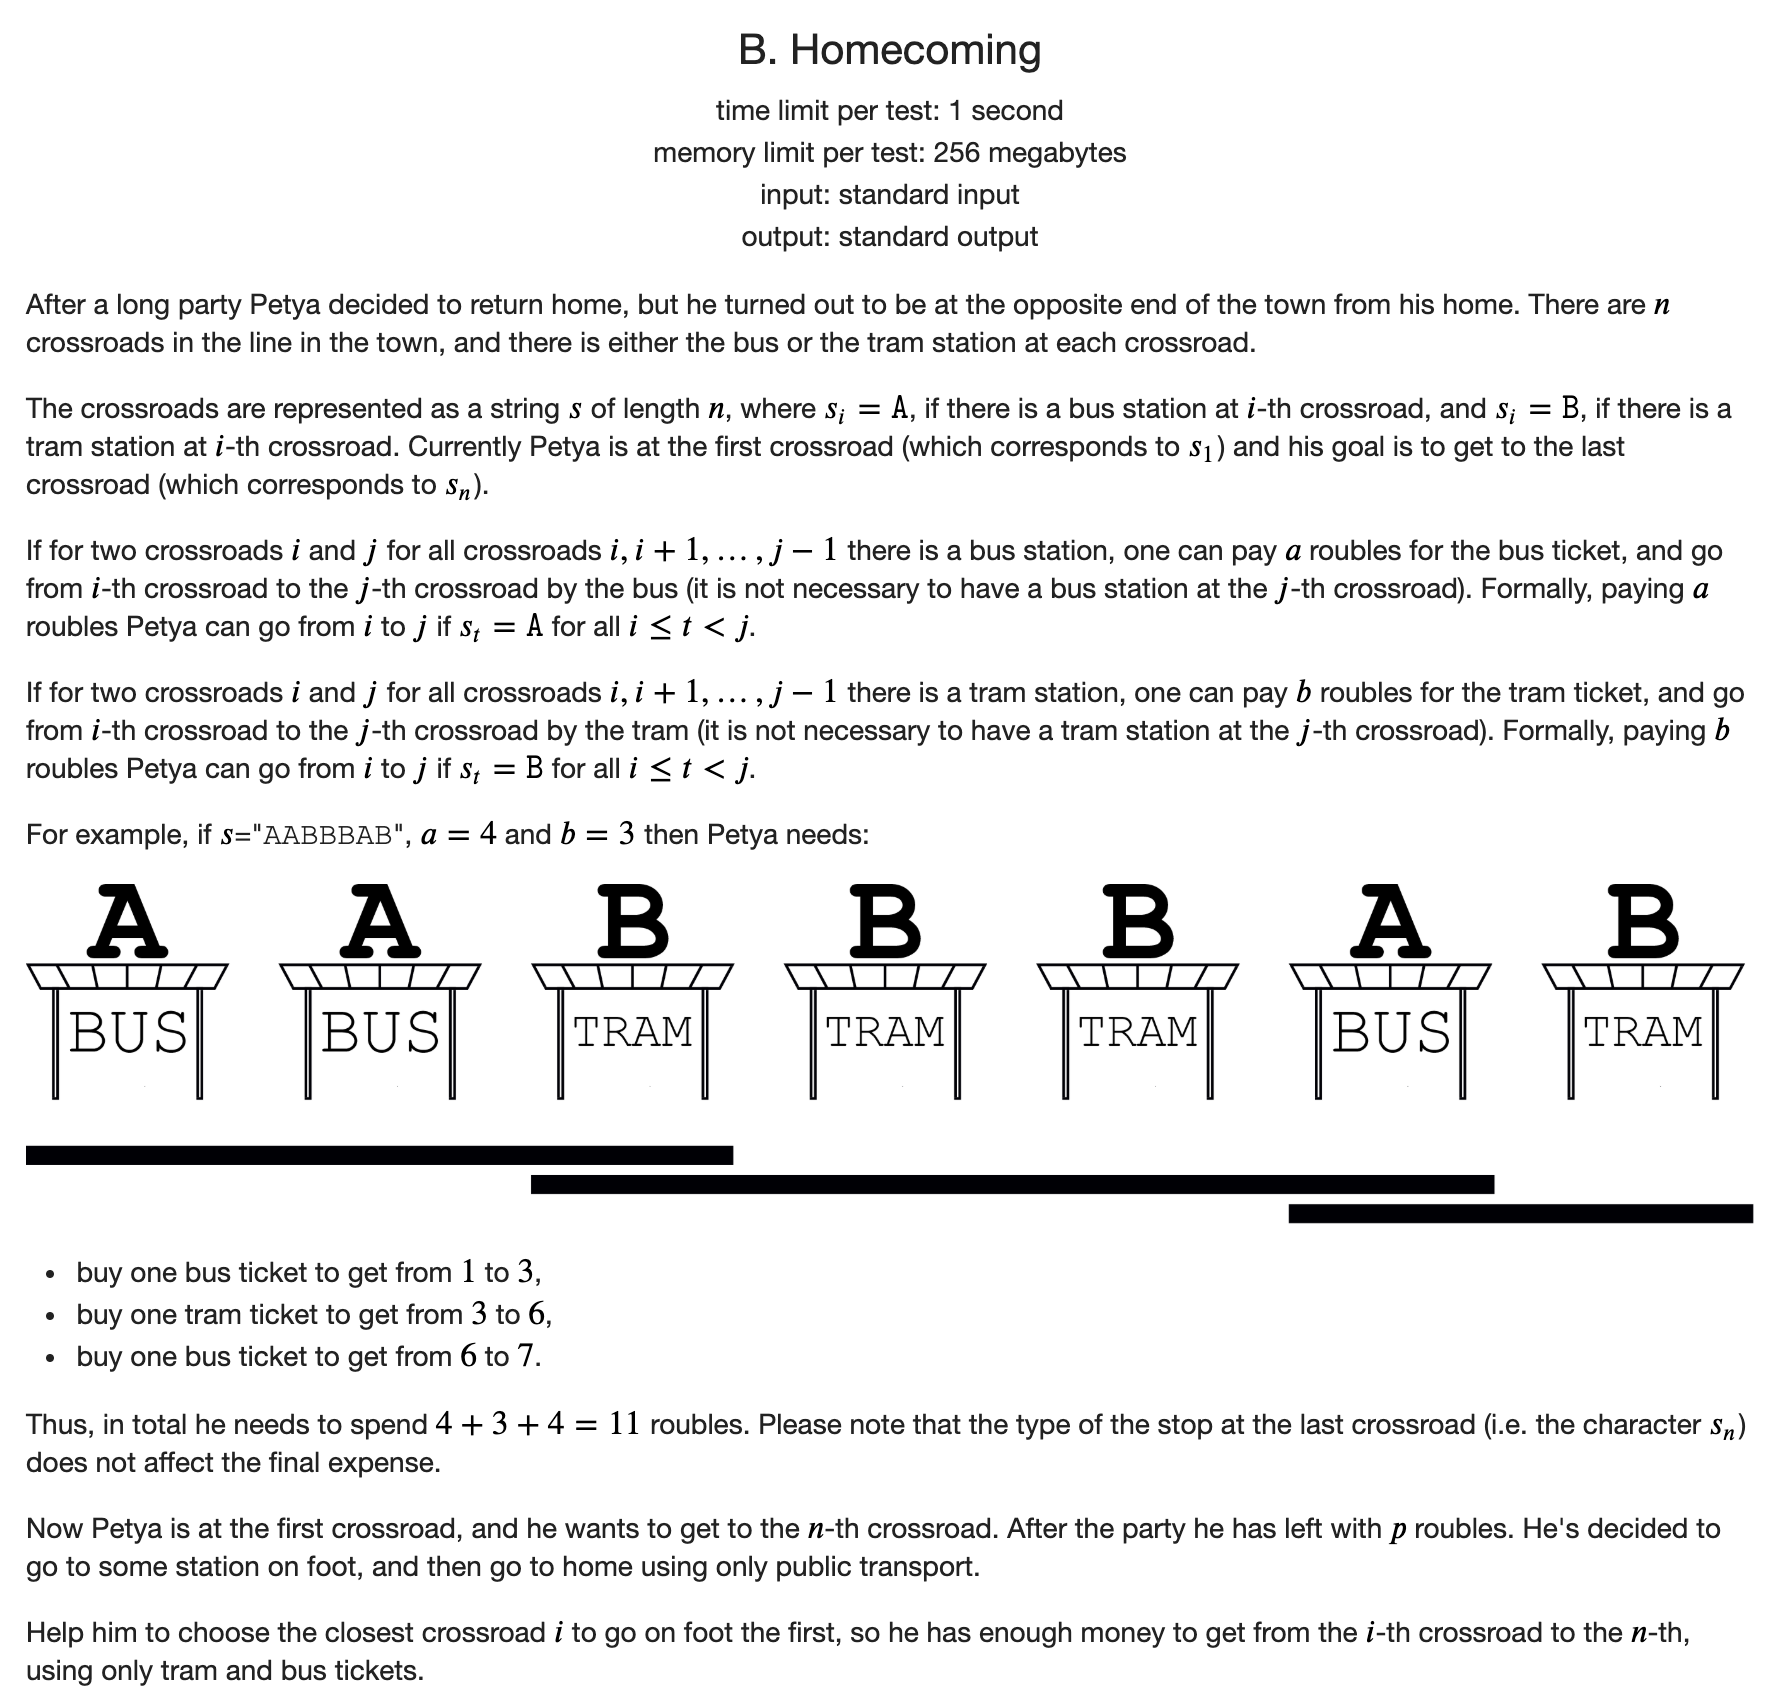 B. Homecoming
time limit per test: 1 second
memory limit per test: 256 megabytes
input: standard input
output: standard output
After a long party Petya decided to return home, but he turned out to be at the opposite end of the town from his home. There are n
crossroads in the line in the town, and there is either the bus or the tram station at each crossroad.
The crossroads are represented as a string s of length n, where s_i = A, if there is a bus station at i-th crossroad, and s_i = B, if there is a
tram station at i-th crossroad. Currently Petya is at the first crossroad (which corresponds to s_1) and his goal is to get to the last
crossroad (which corresponds to s_n).
If for two crossroads i and j for all crossroads i, i + 1, … , j − 1 there is a bus station, one can pay a roubles for the bus ticket, and go
from i-th crossroad to the j-th crossroad by the bus (it is not necessary to have a bus station at the j-th crossroad). Formally, paying a
roubles Petya can go from i to j if s_t = A for all i ≤ t < j.
If for two crossroads i and j for all crossroads i, i + 1, … , j − 1 there is a tram station, one can pay b roubles for the tram ticket, and go
from i-th crossroad to the j-th crossroad by the tram (it is not necessary to have a tram station at the j-th crossroad). Formally, paying b
roubles Petya can go from i to j if s_t = B for all i ≤ t < j.
For example, if s="AABBBAB", a = 4 and b = 3 then Petya needs:
A A B B B A B
BUS BUS TRAM TRAM TRAM BUS TRAM
• buy one bus ticket to get from 1 to 3,
• buy one tram ticket to get from 3 to 6,
• buy one bus ticket to get from 6 to 7.
Thus, in total he needs to spend 4 + 3 + 4 = 11 roubles. Please note that the type of the stop at the last crossroad (i.e. the character s_n)
does not affect the final expense.
Now Petya is at the first crossroad, and he wants to get to the n-th crossroad. After the party he has left with p roubles. He's decided to
go to some station on foot, and then go to home using only public transport.
Help him to choose the closest crossroad i to go on foot the first, so he has enough money to get from the i-th crossroad to the n-th,
using only tram and bus tickets.